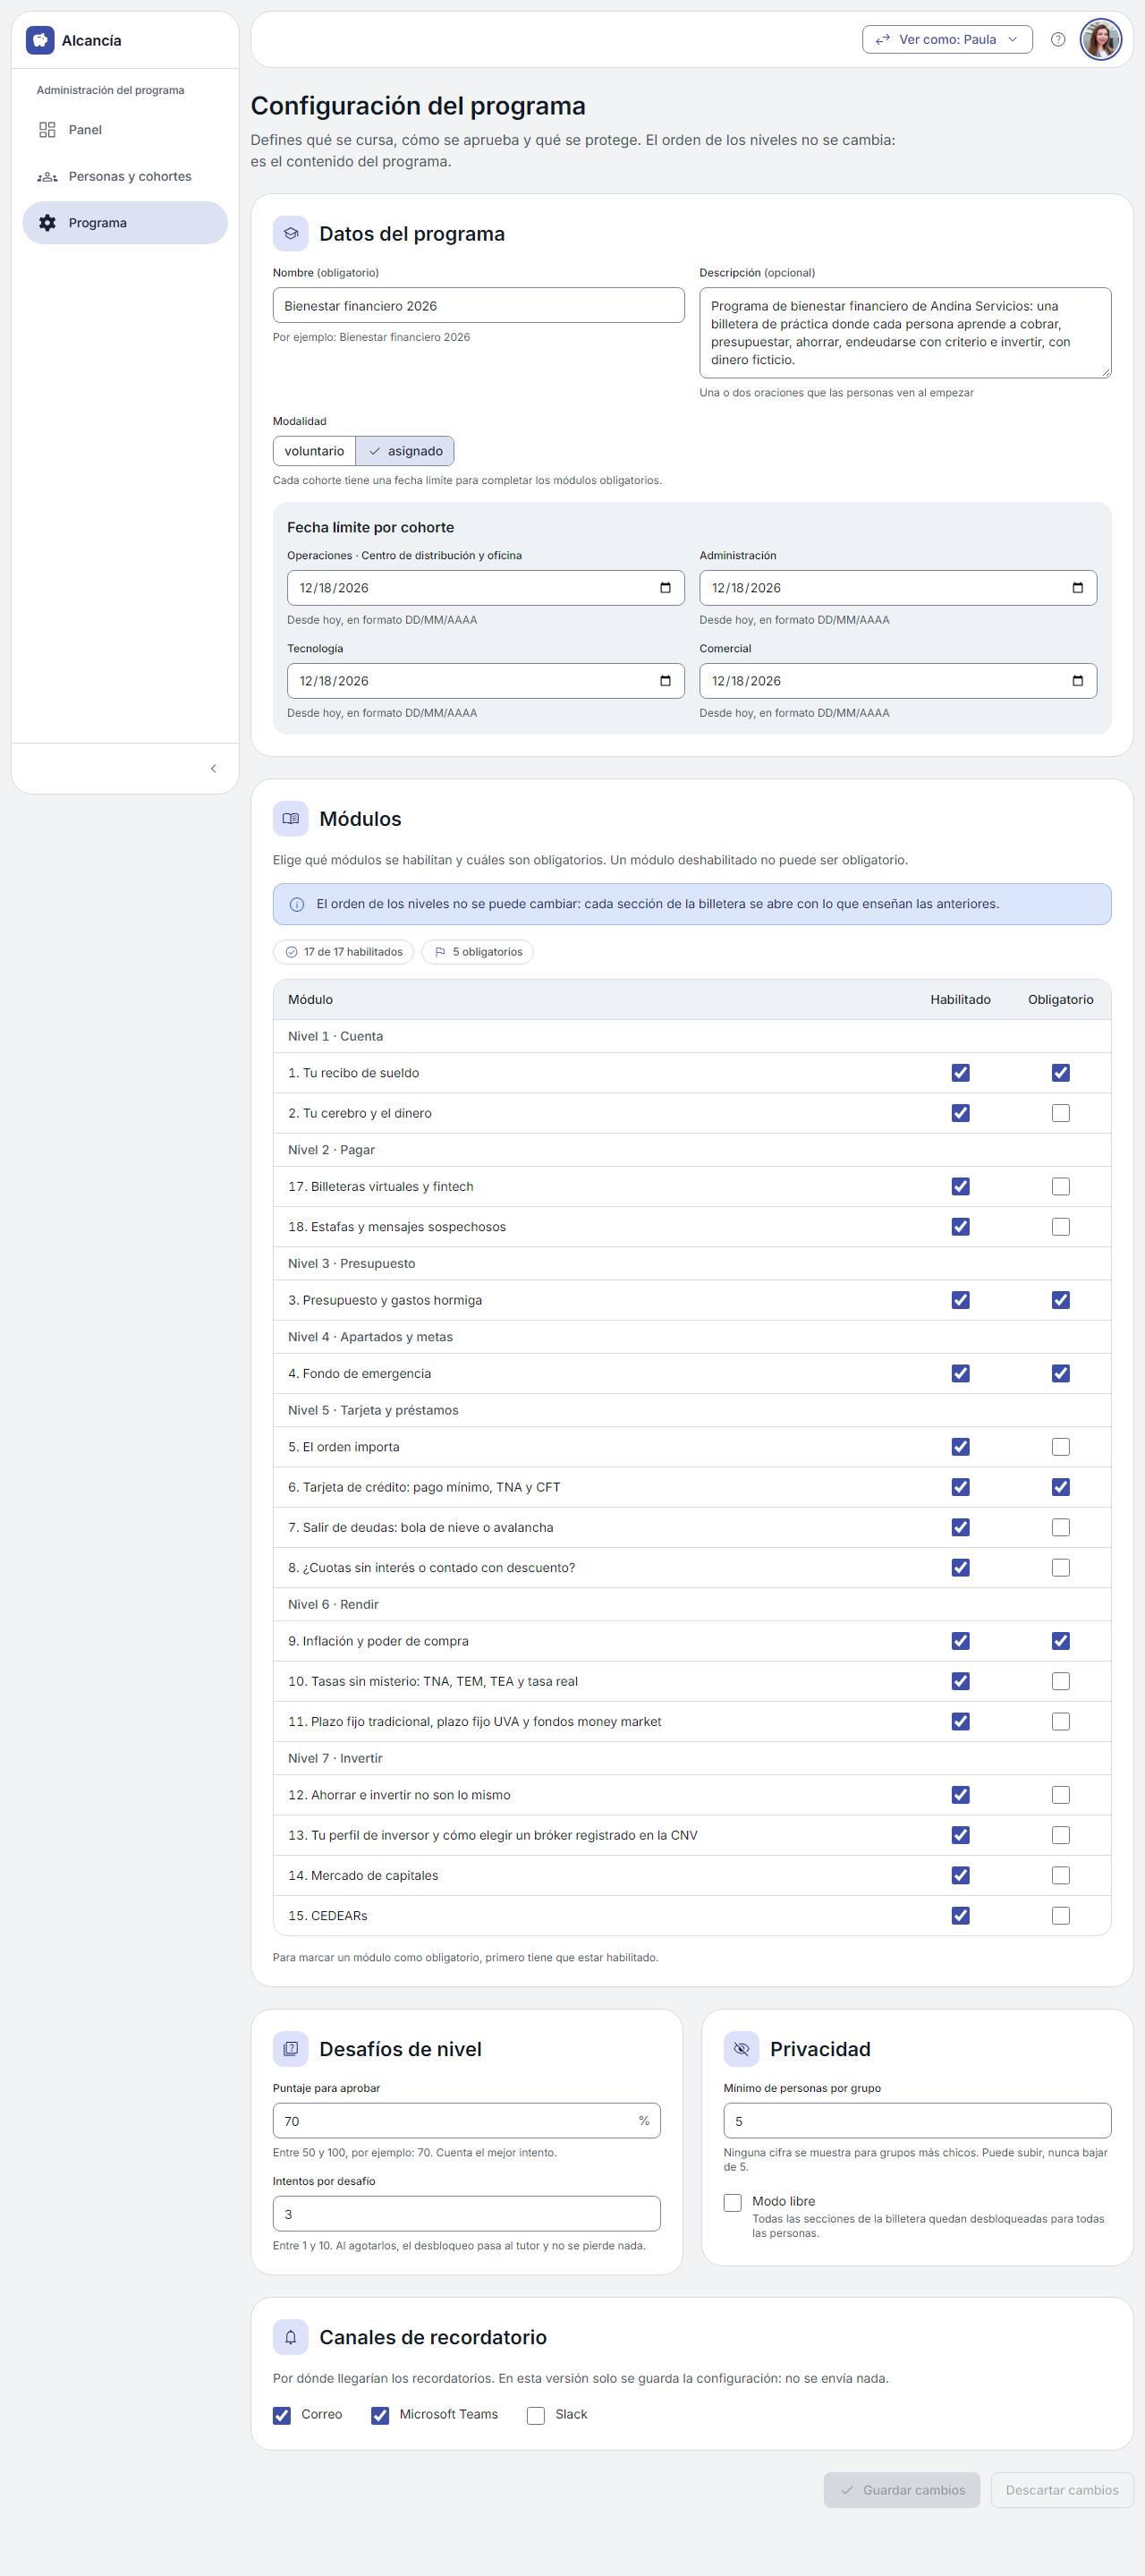 Alcancía
Ver como: Paula
Administración del programa
Panel
Personas y cohortes
Programa
Configuración del programa
Defines qué se cursa, cómo se aprueba y qué se protege. El orden de los niveles no se cambia:
es el contenido del programa.
Datos del programa
Nombre (obligatorio)
Bienestar financiero 2026
Por ejemplo: Bienestar financiero 2026
Descripción (opcional)
Programa de bienestar financiero de Andina Servicios: una
billetera de práctica donde cada persona aprende a cobrar,
presupuestar, ahorrar, endeudarse con criterio e invertir, con
dinero ficticio.
Una o dos oraciones que las personas ven al empezar
Modalidad
voluntario
asignado
Cada cohorte tiene una fecha límite para completar los módulos obligatorios.
Fecha límite por cohorte
Operaciones · Centro de distribución y oficina
12/18/2026
Desde hoy, en formato DD/MM/AAAA
Administración
12/18/2026
Desde hoy, en formato DD/MM/AAAA
Tecnología
12/18/2026
Desde hoy, en formato DD/MM/AAAA
Comercial
12/18/2026
Desde hoy, en formato DD/MM/AAAA
Módulos
Elige qué módulos se habilitan y cuáles son obligatorios. Un módulo deshabilitado no puede ser obligatorio.
El orden de los niveles no se puede cambiar: cada sección de la billetera se abre con lo que enseñan las anteriores.
17 de 17 habilitados
5 obligatorios
Módulo Habilitado Obligatorio
Nivel 1 · Cuenta
1. Tu recibo de sueldo
2. Tu cerebro y el dinero
Nivel 2 · Pagar
17. Billeteras virtuales y fintech
18. Estafas y mensajes sospechosos
Nivel 3 · Presupuesto
3. Presupuesto y gastos hormiga
Nivel 4 · Apartados y metas
4. Fondo de emergencia
Nivel 5 · Tarjeta y préstamos
5. El orden importa
6. Tarjeta de crédito: pago mínimo, TNA y CFT
7. Salir de deudas: bola de nieve o avalancha
8. ¿Cuotas sin interés o contado con descuento?
Nivel 6 · Rendir
9. Inflación y poder de compra
10. Tasas sin misterio: TNA, TEM, TEA y tasa real
11. Plazo fijo tradicional, plazo fijo UVA y fondos money market
Nivel 7 · Invertir
12. Ahorrar e invertir no son lo mismo
13. Tu perfil de inversor y cómo elegir un bróker registrado en la CNV
14. Mercado de capitales
15. CEDEARs
Para marcar un módulo como obligatorio, primero tiene que estar habilitado.
Desafíos de nivel
Puntaje para aprobar
70 %
Entre 50 y 100, por ejemplo: 70. Cuenta el mejor intento.
Intentos por desafío
3
Entre 1 y 10. Al agotarlos, el desbloqueo pasa al tutor y no se pierde nada.
Privacidad
Mínimo de personas por grupo
5
Ninguna cifra se muestra para grupos más chicos. Puede subir, nunca bajar
de 5.
Modo libre
Todas las secciones de la billetera quedan desbloqueadas para todas
las personas.
Canales de recordatorio
Por dónde llegarían los recordatorios. En esta versión solo se guarda la configuración: no se envía nada.
Correo
Microsoft Teams
Slack
Guardar cambios
Descartar cambios